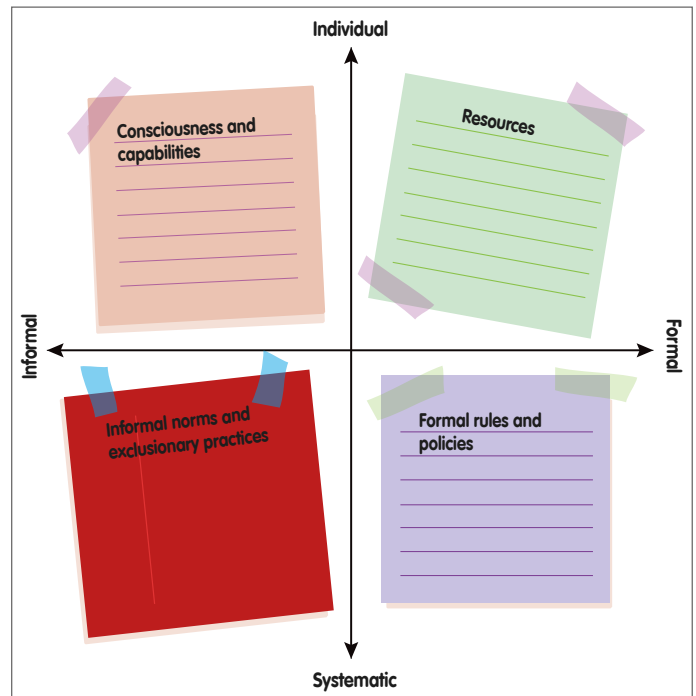 Individual
Consciousness and
capabilities
Resources
Informal
Formal
Informal norms and
exclusionary practices
Formal rules and
policies
Systematic